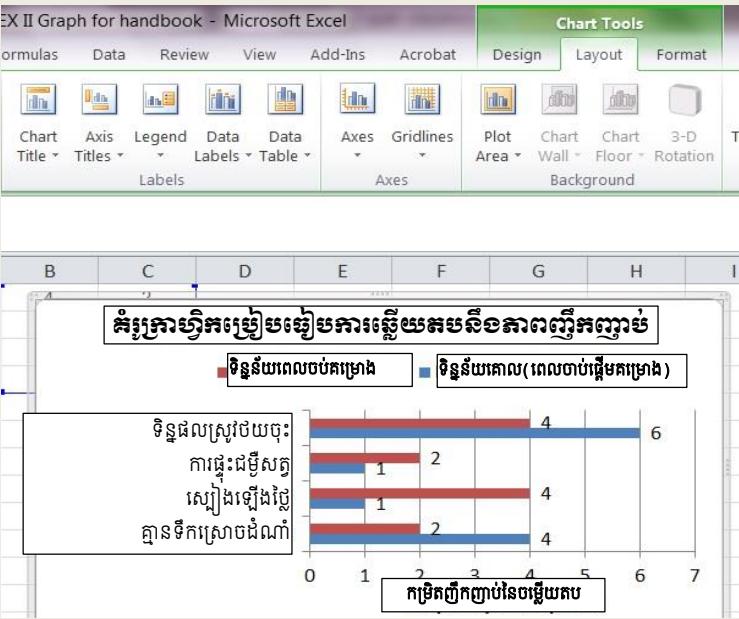 EX II Graph for handbook - Microsoft Excel
Chart Tools
ormulas Data Review View Add-Ins Acrobat Design Layout Format
Chart Title Axis Titles Legend Data Labels Data Table Axes Gridlines Plot Area Chart Wall Chart Floor 3-D Rotation T
Labels Axes Background
B C D E F G H I
គំរូក្រាហ្វិកប្រៀបធៀបការឆ្លើយតបនឹងភាពញឹកញាប់
ទិន្នន័យពេលចប់គម្រោង ទិន្នន័យគោល(ពេលចាប់ផ្តើមគម្រោង)
ទិន្នផលស្រូវថយចុះ 4 6
ការផ្ទុះជម្ងឺសត្វ 2 1
ស្បៀងឡើងថ្លៃ 4 1
គ្មានទឹកស្រោចដំណាំ 2 4
0 1 2 3 4 5 6 7
កម្រិតញឹកញាប់នៃចម្លើយតប